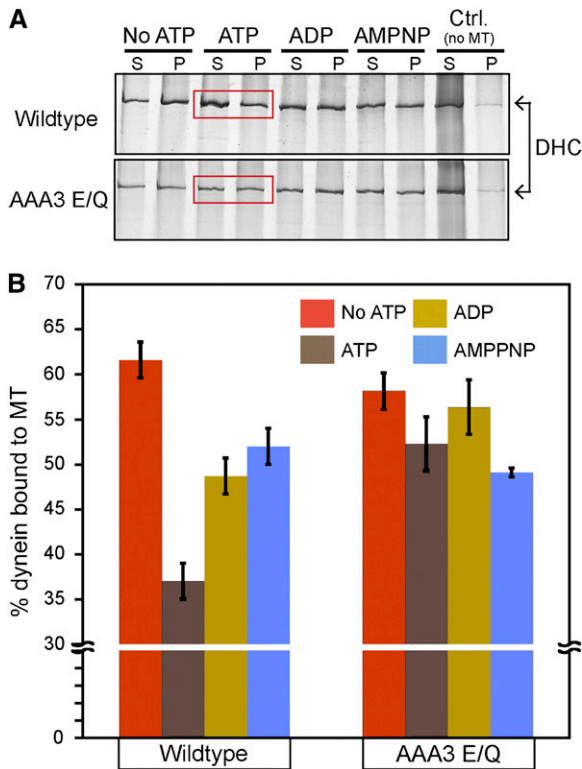 A
No ATP ATP ADP AMPNP Ctrl. (no MT)
S P S P S P S P S P
Wildtype
DHC
AAA3 E/Q
B
70
65
60
55
50
45
40
35
30
0
% dynein bound to MT
No ATP ADP
ATP AMPPNP
Wildtype AAA3 E/Q